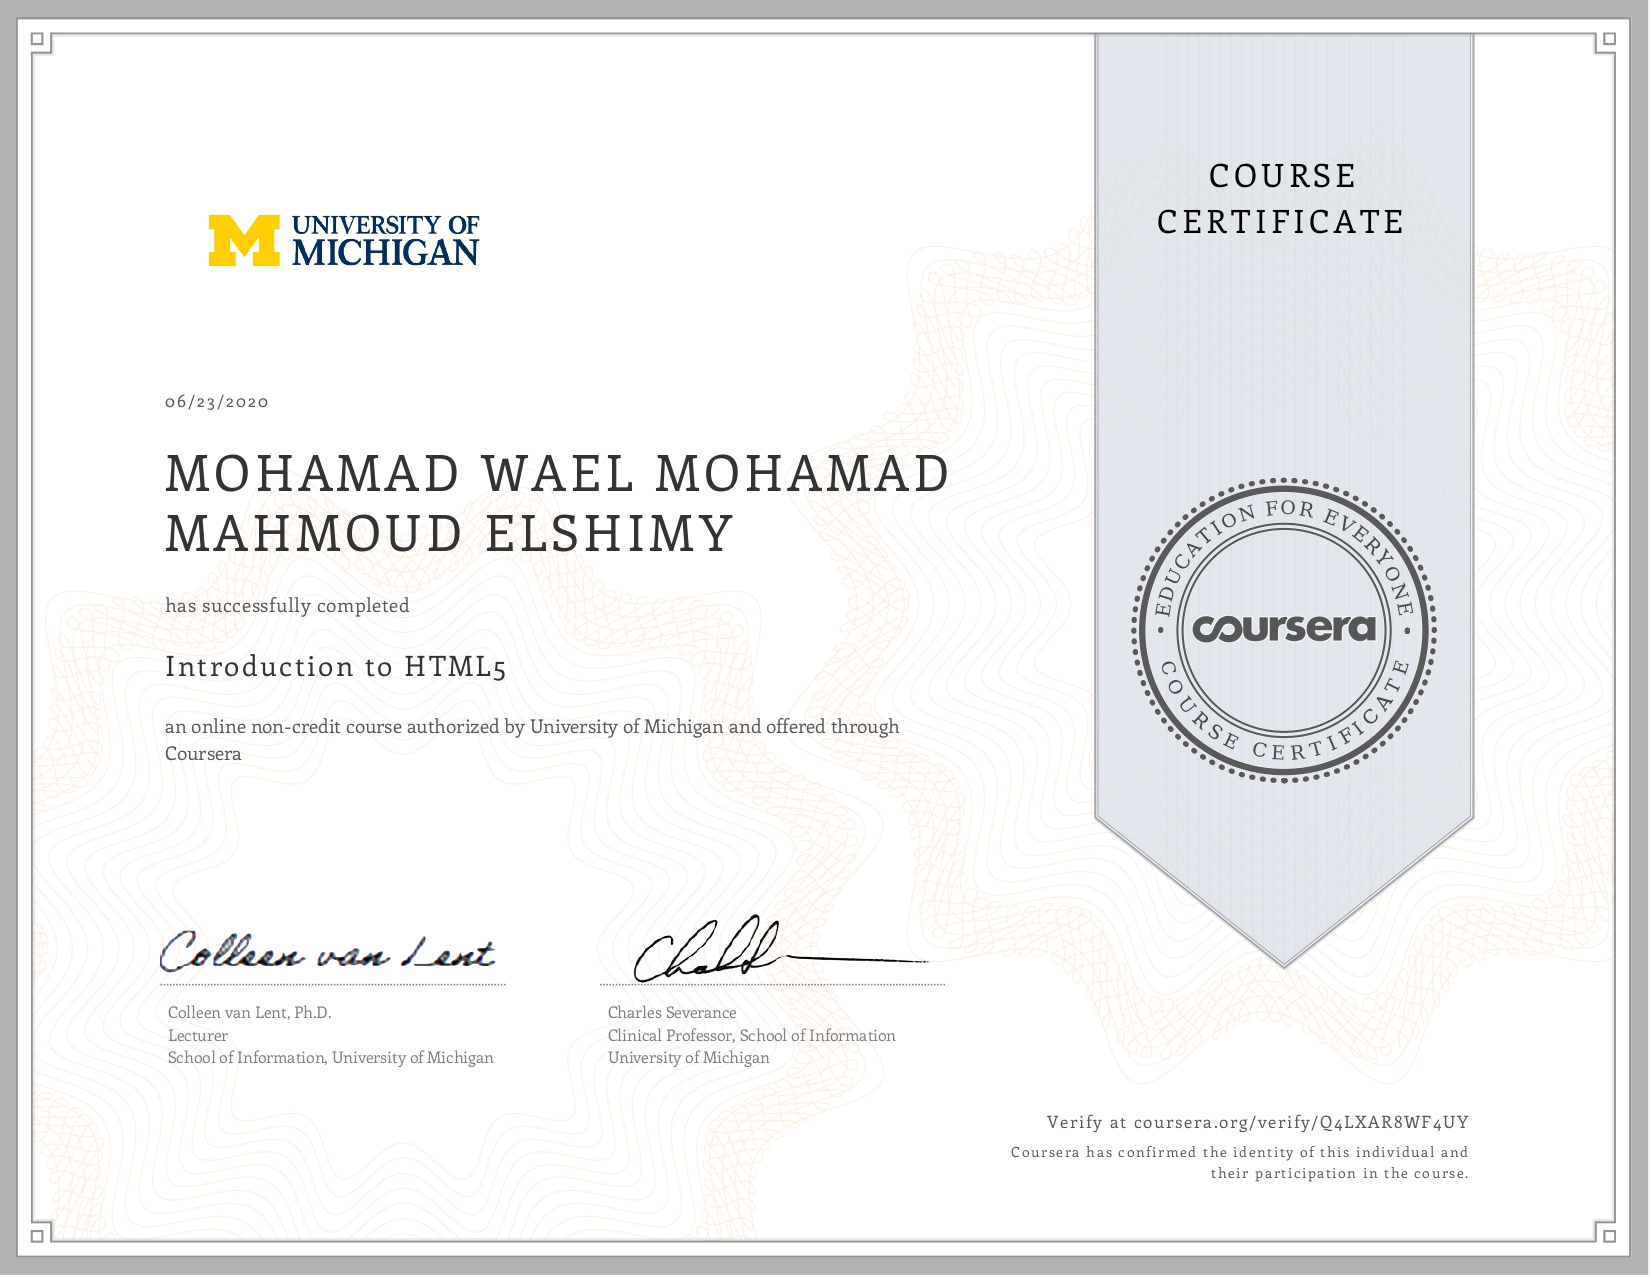 COURSE
CERTIFICATE
M UNIVERSITY OF
MICHIGAN
06/23/2020
MOHAMAD WAEL MOHAMAD
MAHMOUD ELSHIMY
has successfully completed
Introduction to HTML5
an online non-credit course authorized by University of Michigan and offered through
Coursera
EDUCATION FOR EVERYONE
coursera
COURSE CERTIFICATE
Colleen van Lent
Colleen van Lent, Ph.D.
Lecturer
School of Information, University of Michigan
Charles Severance
Clinical Professor, School of Information
University of Michigan
Verify at coursera.org/verify/Q4LXAR8WF4UY
Coursera has confirmed the identity of this individual and
their participation in the course.